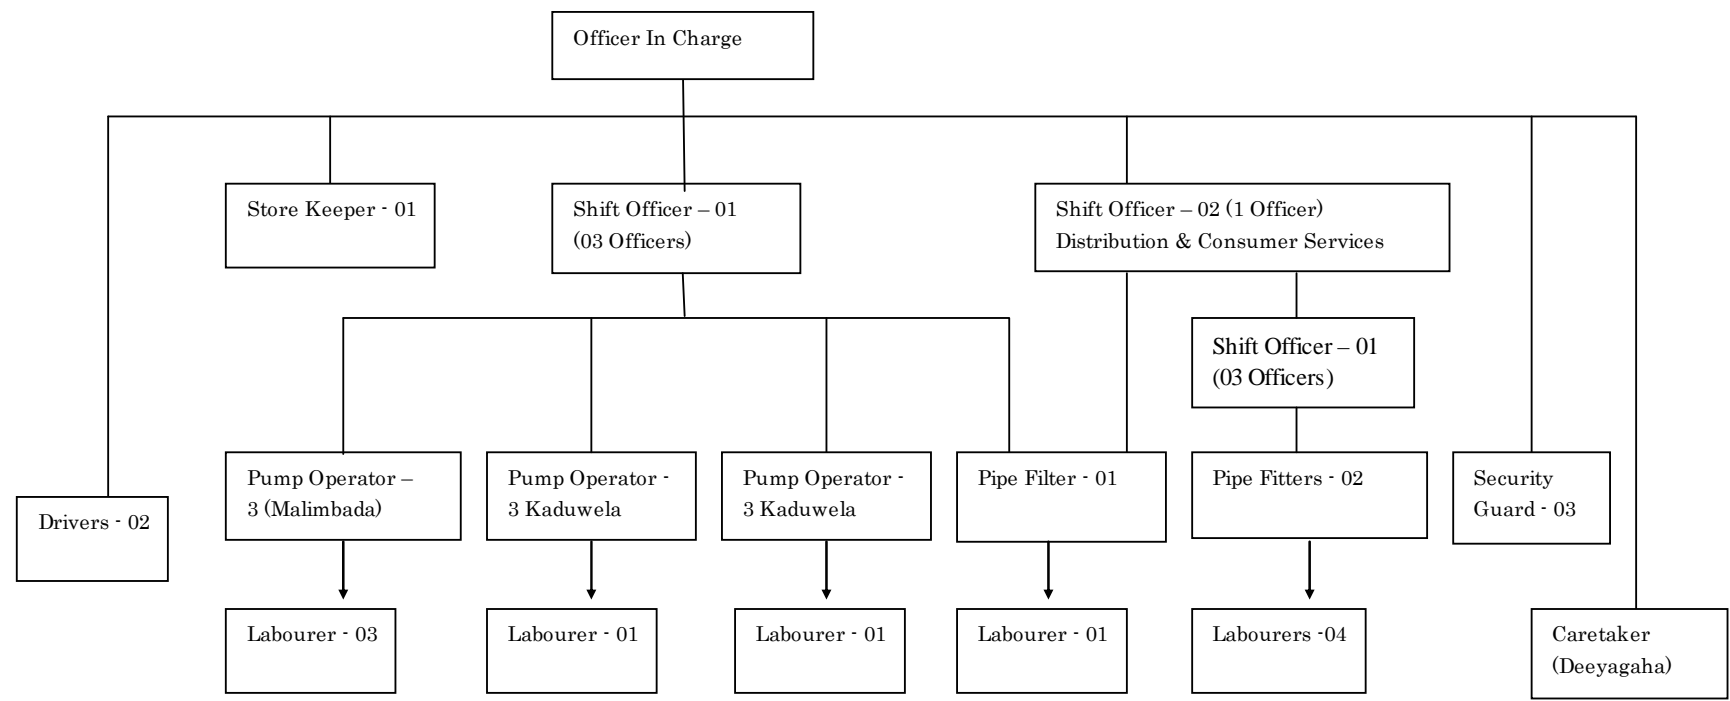 Officer In Charge
Store Keeper - 01
Shift Officer – 01
(03 Officers)
Shift Officer – 02 (1 Officer)
Distribution & Consumer Services
Shift Officer – 01
(03 Officers)
Drivers - 02
Pump Operator –
3 (Malimbada)
Pump Operator -
3 Kaduwela
Pump Operator -
3 Kaduwela
Pipe Filter - 01
Pipe Fitters - 02
Security
Guard - 03
Labourer - 03
Labourer - 01
Labourer - 01
Labourer - 01
Labourers -04
Caretaker
(Deeyagaha)